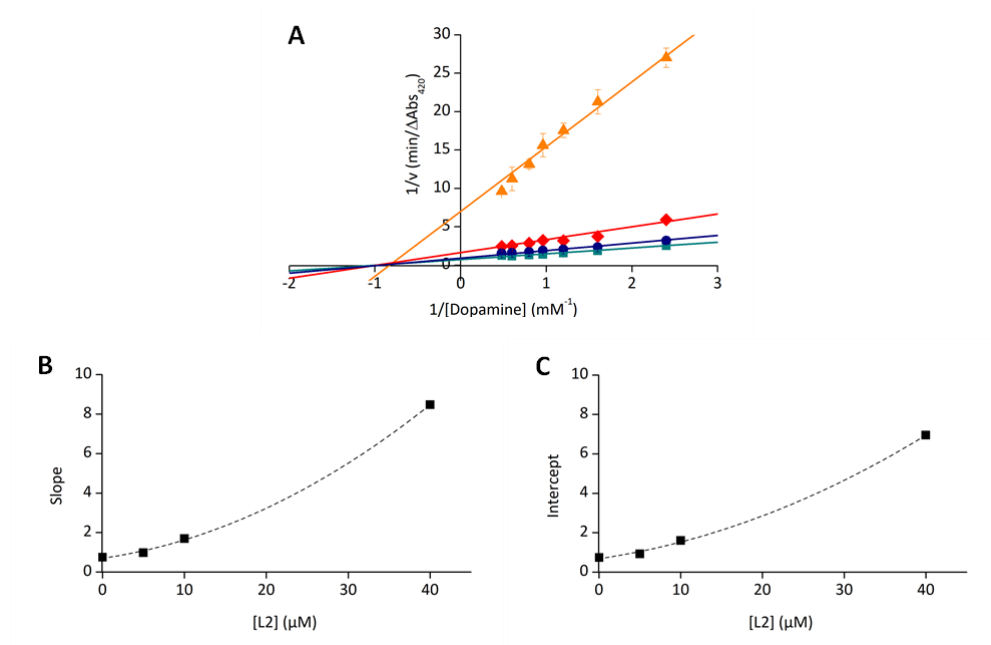 A
30
25
20
15
10
5
0
1/v (min/ΔAbs420)
-2 -1 0 1 2 3
1/[Dopamine] (mM-1)
B
10
8
6
4
2
0
Slope
0 10 20 30 40
[L2] (µM)
C
10
8
6
4
2
0
Intercept
0 10 20 30 40
[L2] (µM)